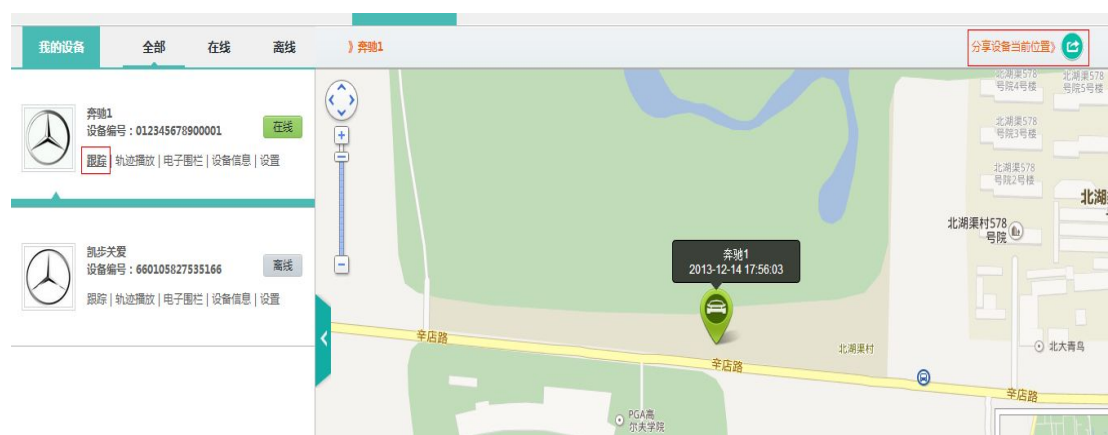 我的设备
全部
在线
离线
》奔驰1
分享设备当前位置》
奔驰1
设备编号：012345678900001
在线
跟踪 | 轨迹播放 | 电子围栏 | 设备信息 | 设置
凯步关爱
设备编号：660105827535166
离线
跟踪 | 轨迹播放 | 电子围栏 | 设备信息 | 设置
北湖渠578
号院4号楼
北湖渠578
号院5号楼
北湖渠578
号院3号楼
北湖渠578
号院2号楼
北湖
北湖渠村578
号院
奔驰1
2013-12-14 17:56:03
辛店路
辛店路
北湖渠村
北大青鸟
辛店路
PGA高
尔夫学院